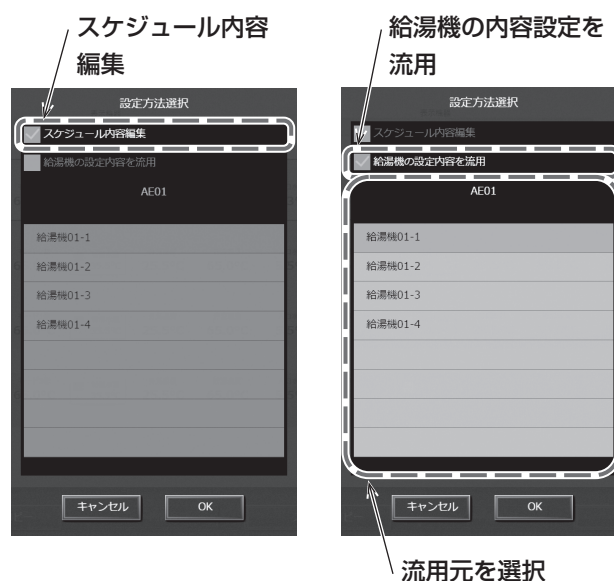 スケジュール内容
編集
設定方法選択
スケジュール内容編集
給湯機の設定内容を流用
AE01
給湯機01-1
給湯機01-2
給湯機01-3
給湯機01-4
キャンセル
OK
給湯機の内容設定を
流用
設定方法選択
スケジュール内容編集
給湯機の設定内容を流用
AE01
給湯機01-1
給湯機01-2
給湯機01-3
給湯機01-4
キャンセル
OK
流用元を選択